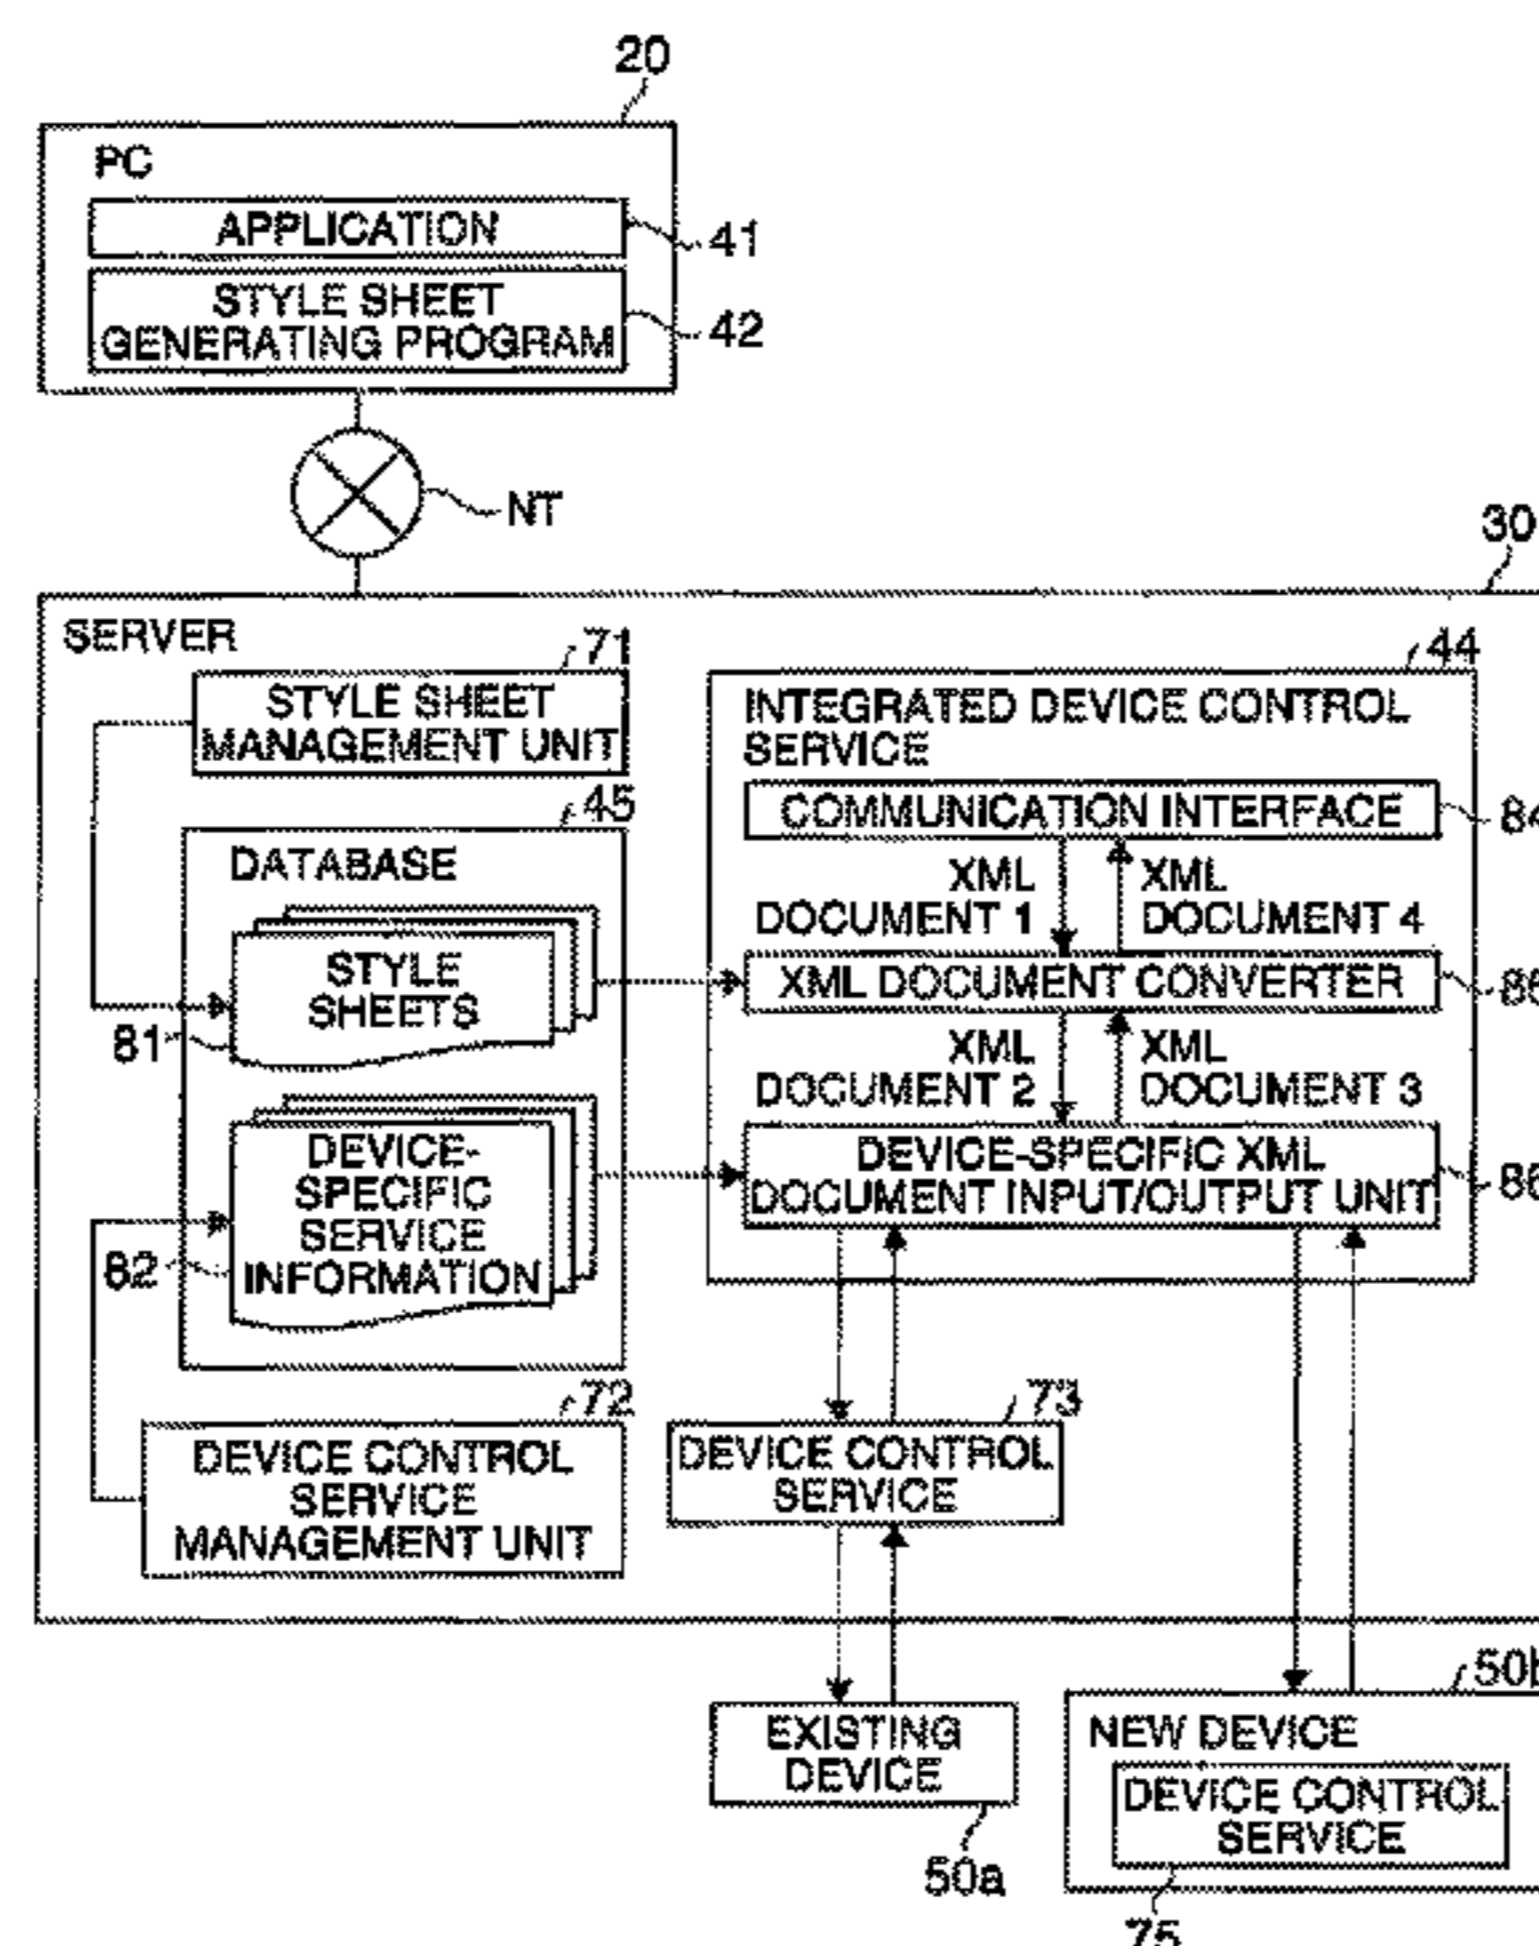 20
PC
APPLICATION
41
STYLE SHEET
GENERATING PROGRAM
42
NT
30
SERVER
71
STYLE SHEET
MANAGEMENT UNIT
45
DATABASE
STYLE
SHEETS
81
DEVICE-
SPECIFIC
SERVICE
INFORMATION
82
72
DEVICE CONTROL
SERVICE
MANAGEMENT UNIT
44
INTEGRATED DEVICE CONTROL
SERVICE
COMMUNICATION INTERFACE
84
XML
DOCUMENT 1
XML
DOCUMENT 4
XML DOCUMENT CONVERTER
XML
DOCUMENT 2
XML
DOCUMENT 3
DEVICE-SPECIFIC XML
DOCUMENT INPUT/OUTPUT UNIT
73
DEVICE CONTROL
SERVICE
EXISTING
DEVICE
50a
50b
NEW DEVICE
DEVICE CONTROL
SERVICE
75